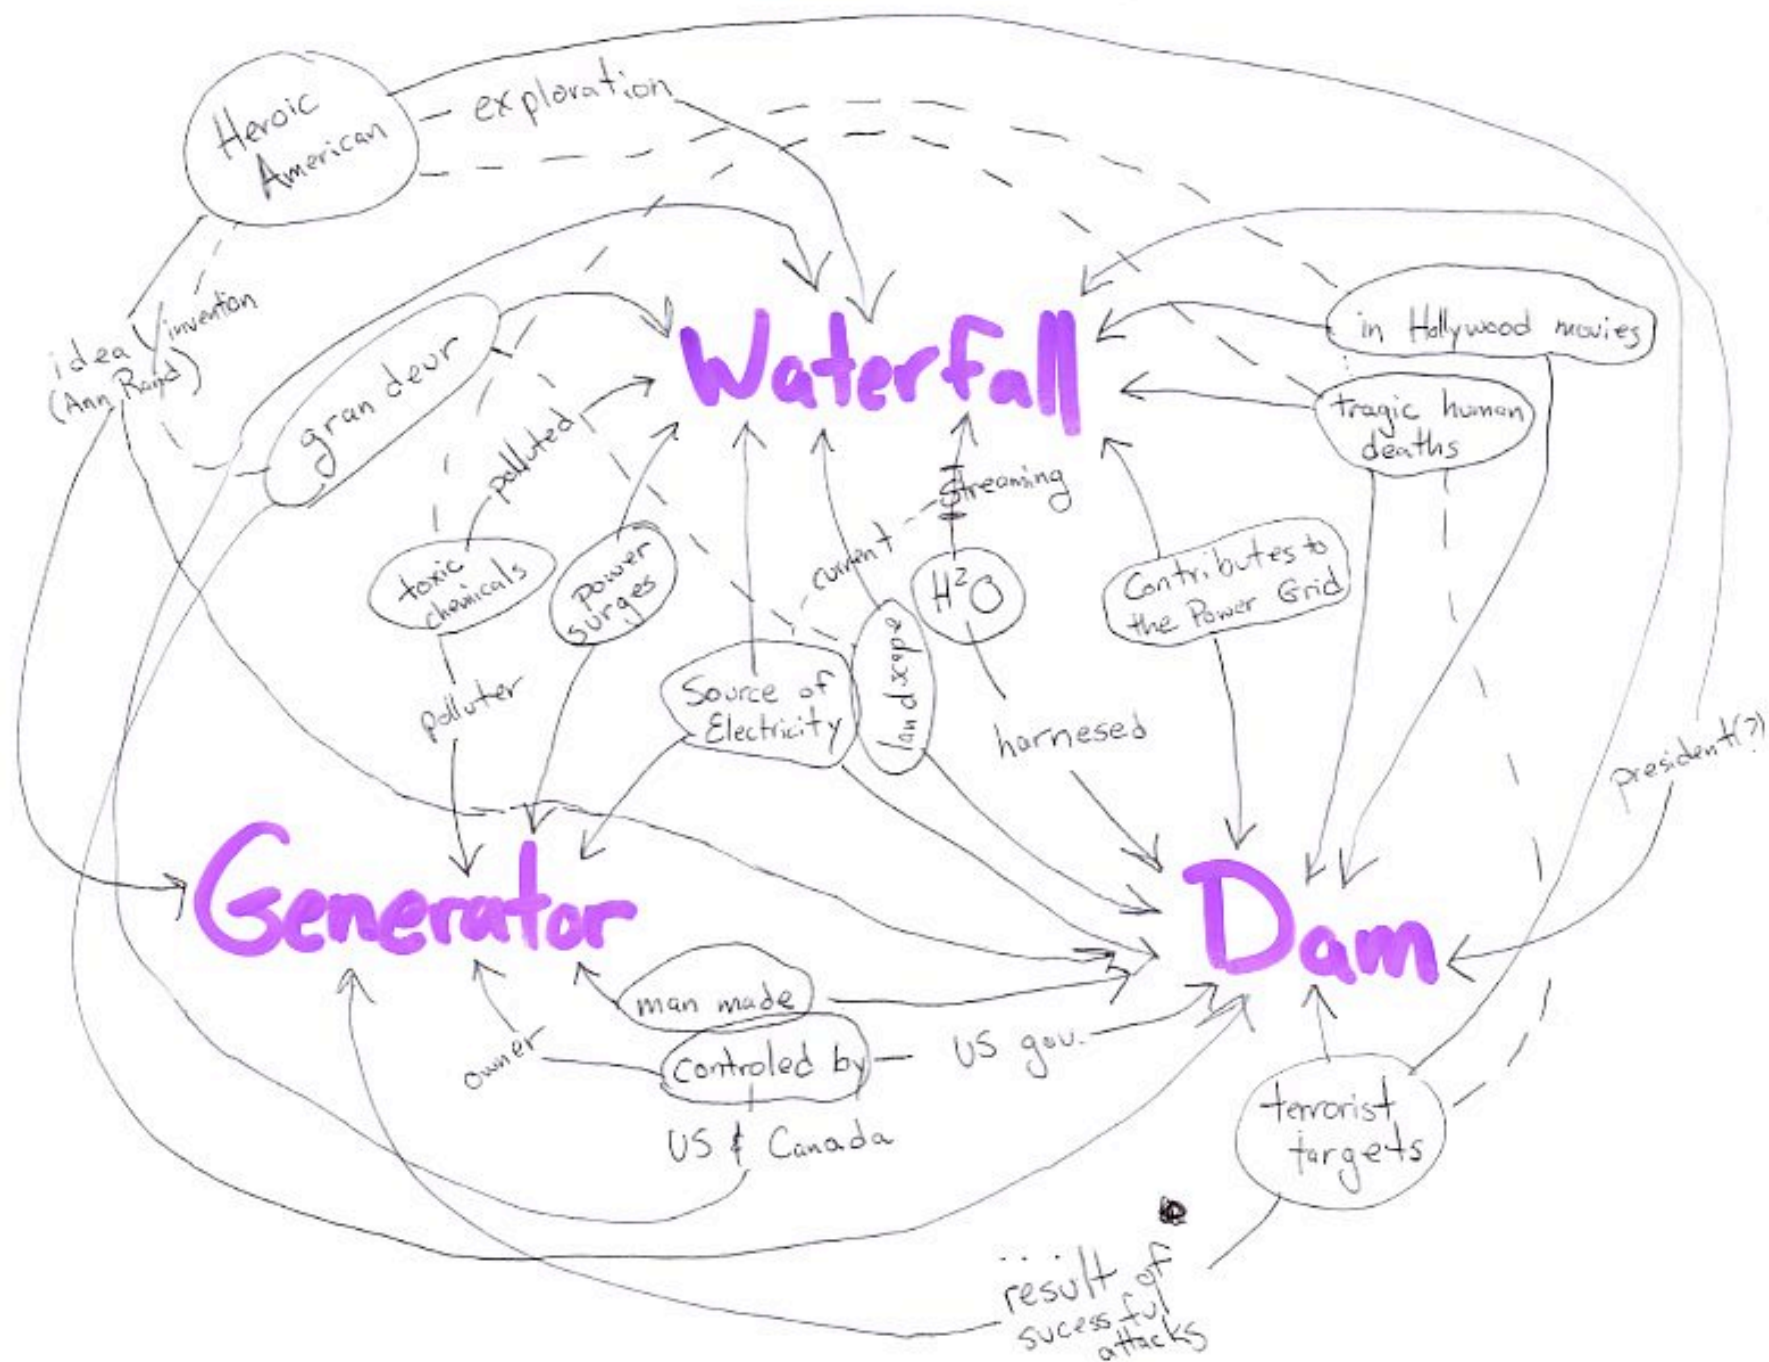 Heroic
American
exploration
idea
(Ann Rand)
invention
grandeur
Waterfall
in Hollywood movies
tragic human
deaths
polluted
streaming
current
toxic
chemicals
power
surges
H²O
Contributes to
the Power Grid
polluter
Source of
Electricity
landscape
harnesed
president(?)
Generator
Dam
man made
owner
controled by
US gov.
US & Canada
terrorist
targets
result of
sucessful
attacks